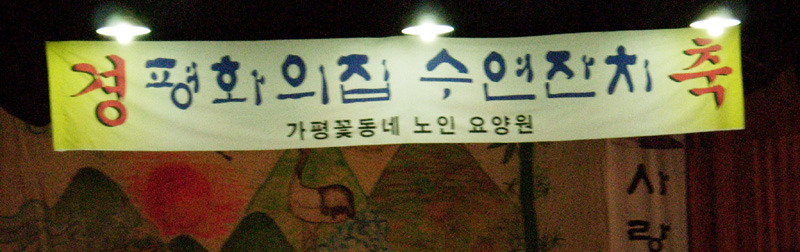 경 평화의집 수연잔치 축
가평꽃동네 노인 요양원
사랑